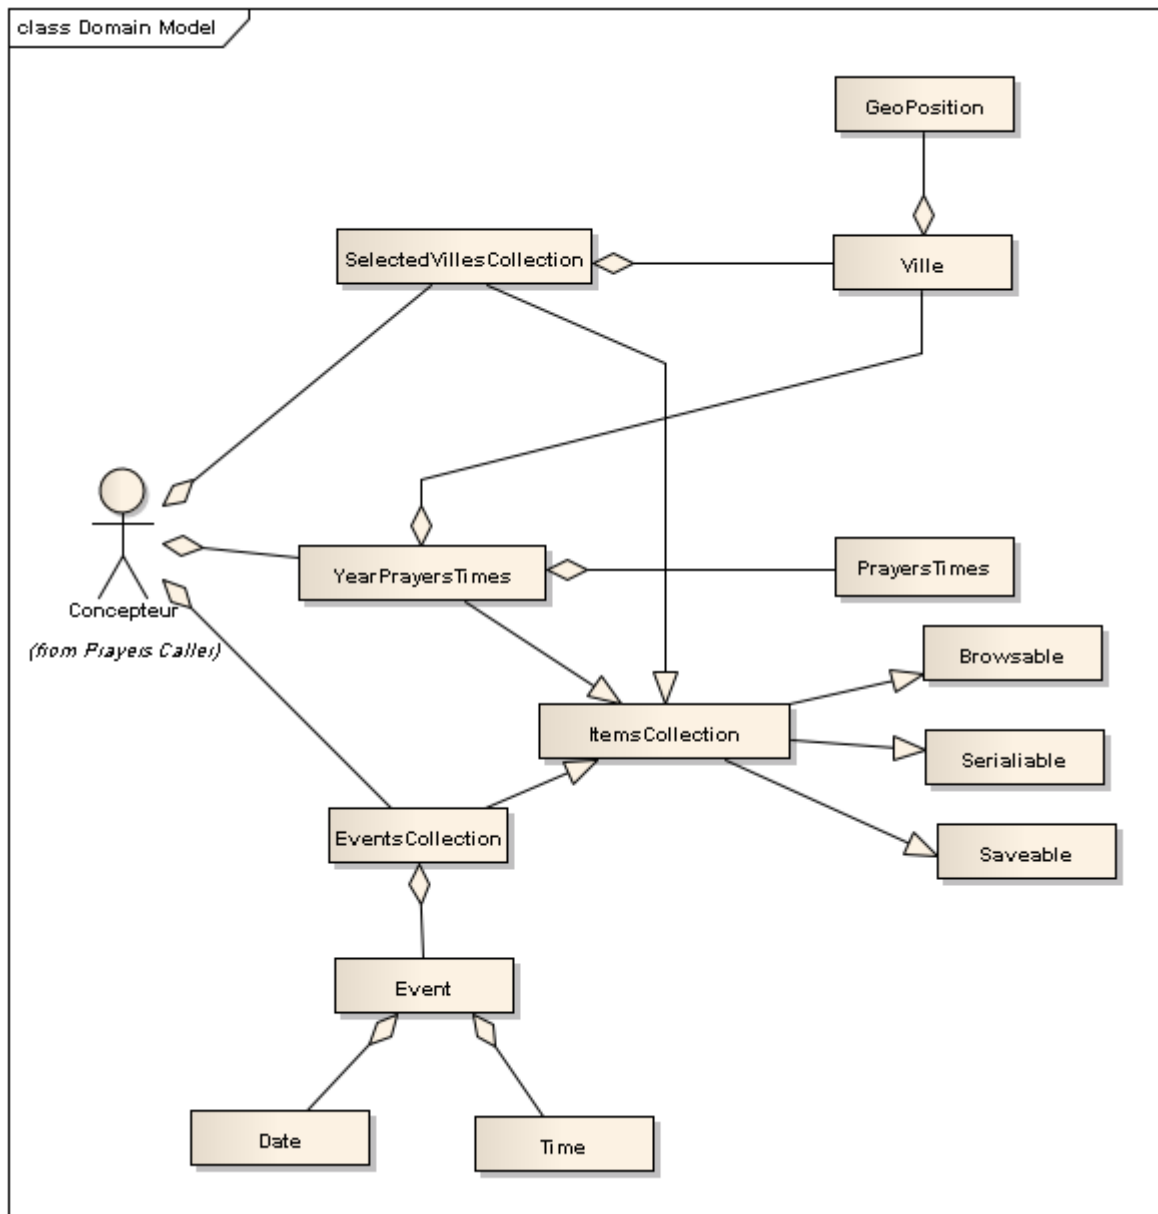 class Domain Model
GeoPosition
SelectedVillesCollection
Ville
YearPrayersTimes
PrayersTimes
Concepteur
(from Prayers Caller)
Browsable
ItemsCollection
Serialiable
EventsCollection
Saveable
Event
Date
Time